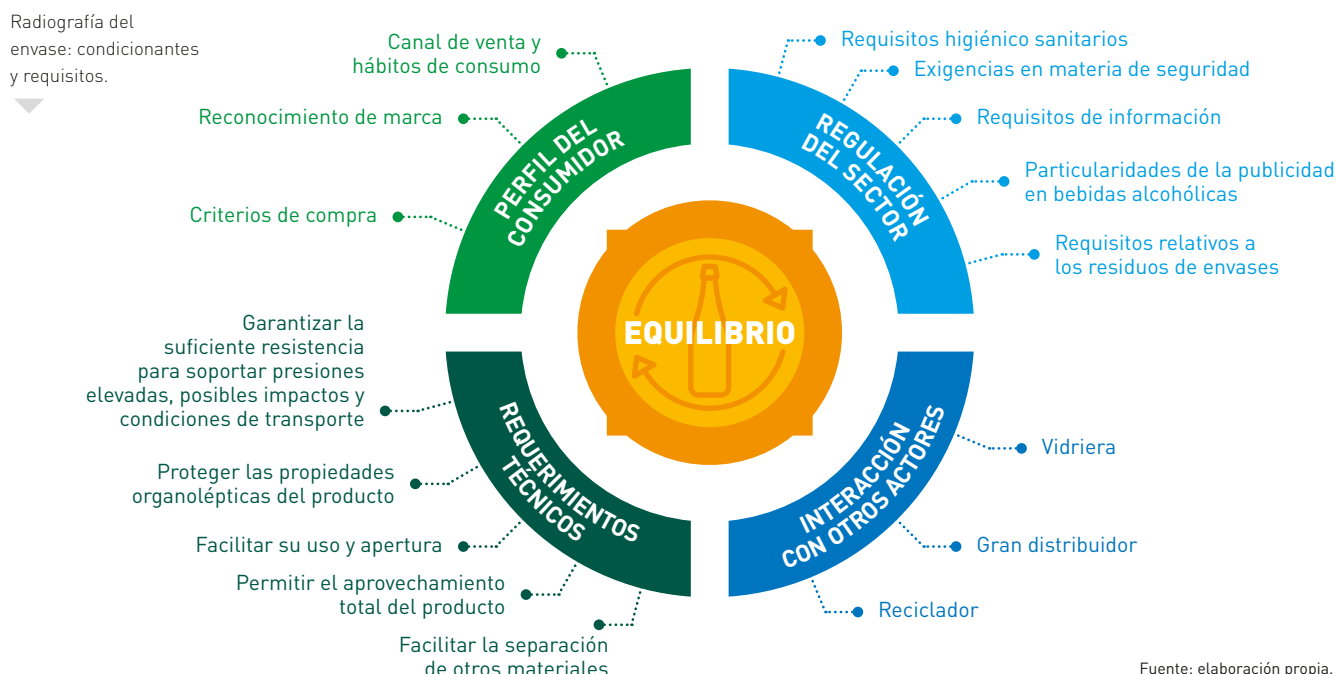 Radiografía del
envase: condicionantes
y requisitos.
Canal de venta y
hábitos de consumo
Reconocimiento de marca
Criterios de compra
PERFIL DEL
CONSUMIDOR
Requisitos higiénico sanitarios
Exigencias en materia de seguridad
Requisitos de información
Particularidades de la publicidad
en bebidas alcohólicas
Requisitos relativos a
los residuos de envases
REGULACIÓN
DEL SECTOR
EQUILIBRIO
Garantizar la
suficiente resistencia
para soportar presiones
elevadas, posibles impactos y
condiciones de transporte
Proteger las propiedades
organolépticas del producto
Facilitar su uso y apertura
Permitir el aprovechamiento
total del producto
Facilitar la separación
de otros materiales
REQUERIMIENTOS
TÉCNICOS
INTERACCIÓN
CON OTROS ACTORES
Vidriera
Gran distribuidor
Reciclador
Fuente: elaboración propia.